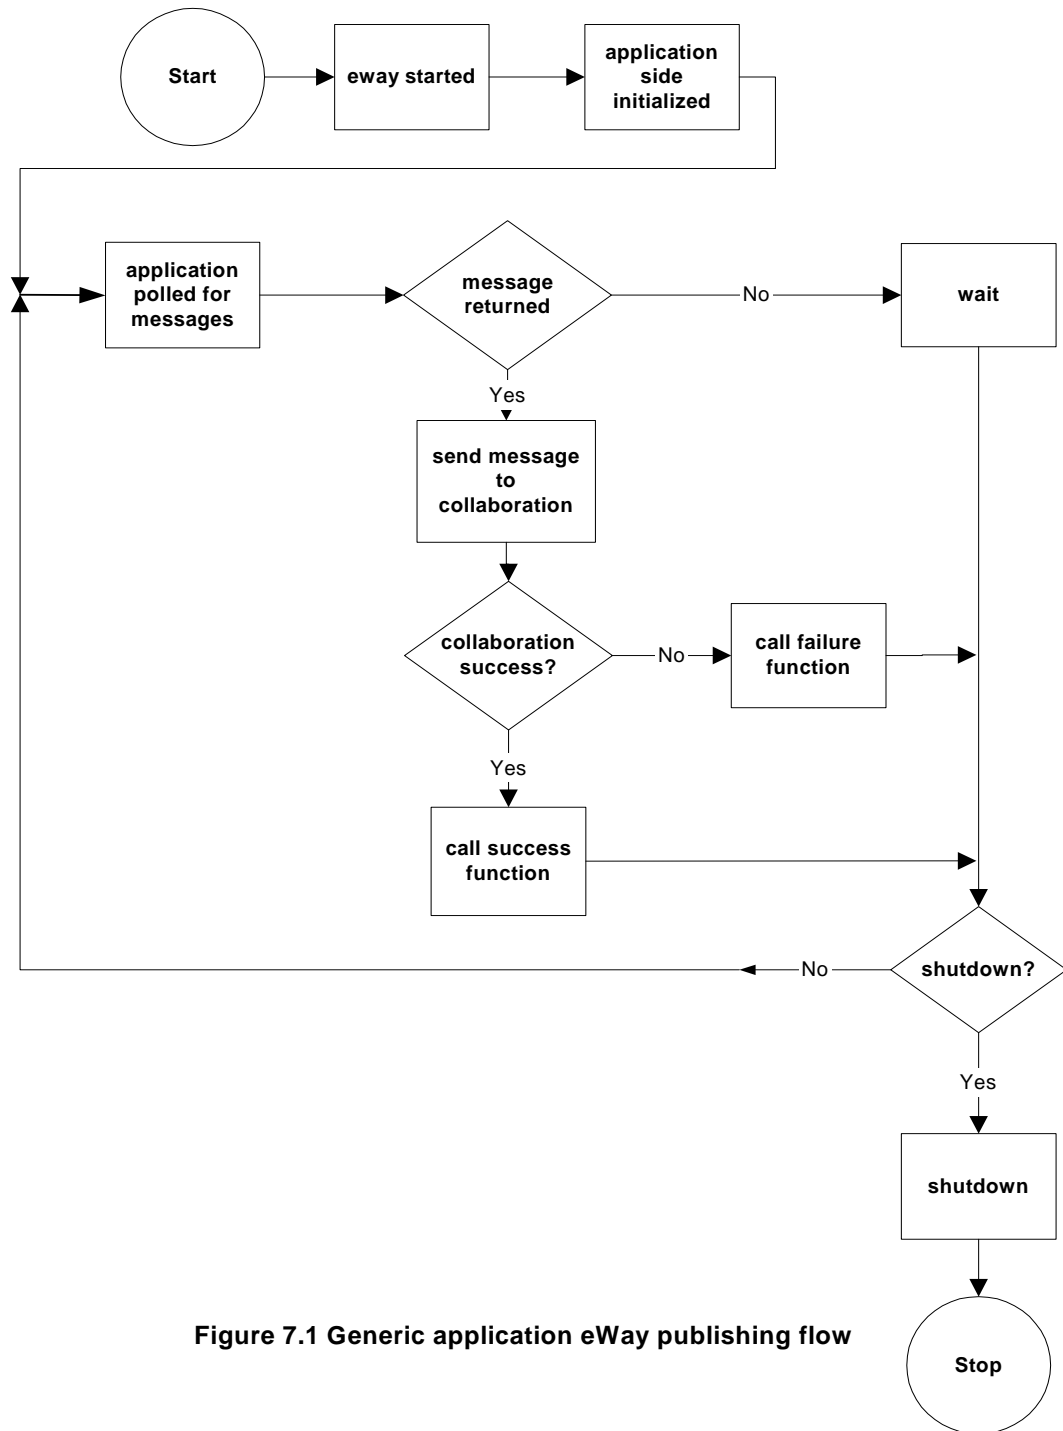 Start
eway started
application
side
initialized
application
polled for
messages
message
returned
No
wait
Yes
send message
to
collaboration
collaboration
success?
No
call failure
function
Yes
call success
function
No
shutdown?
Yes
shutdown
Figure 7.1 Generic application eWay publishing flow
Stop